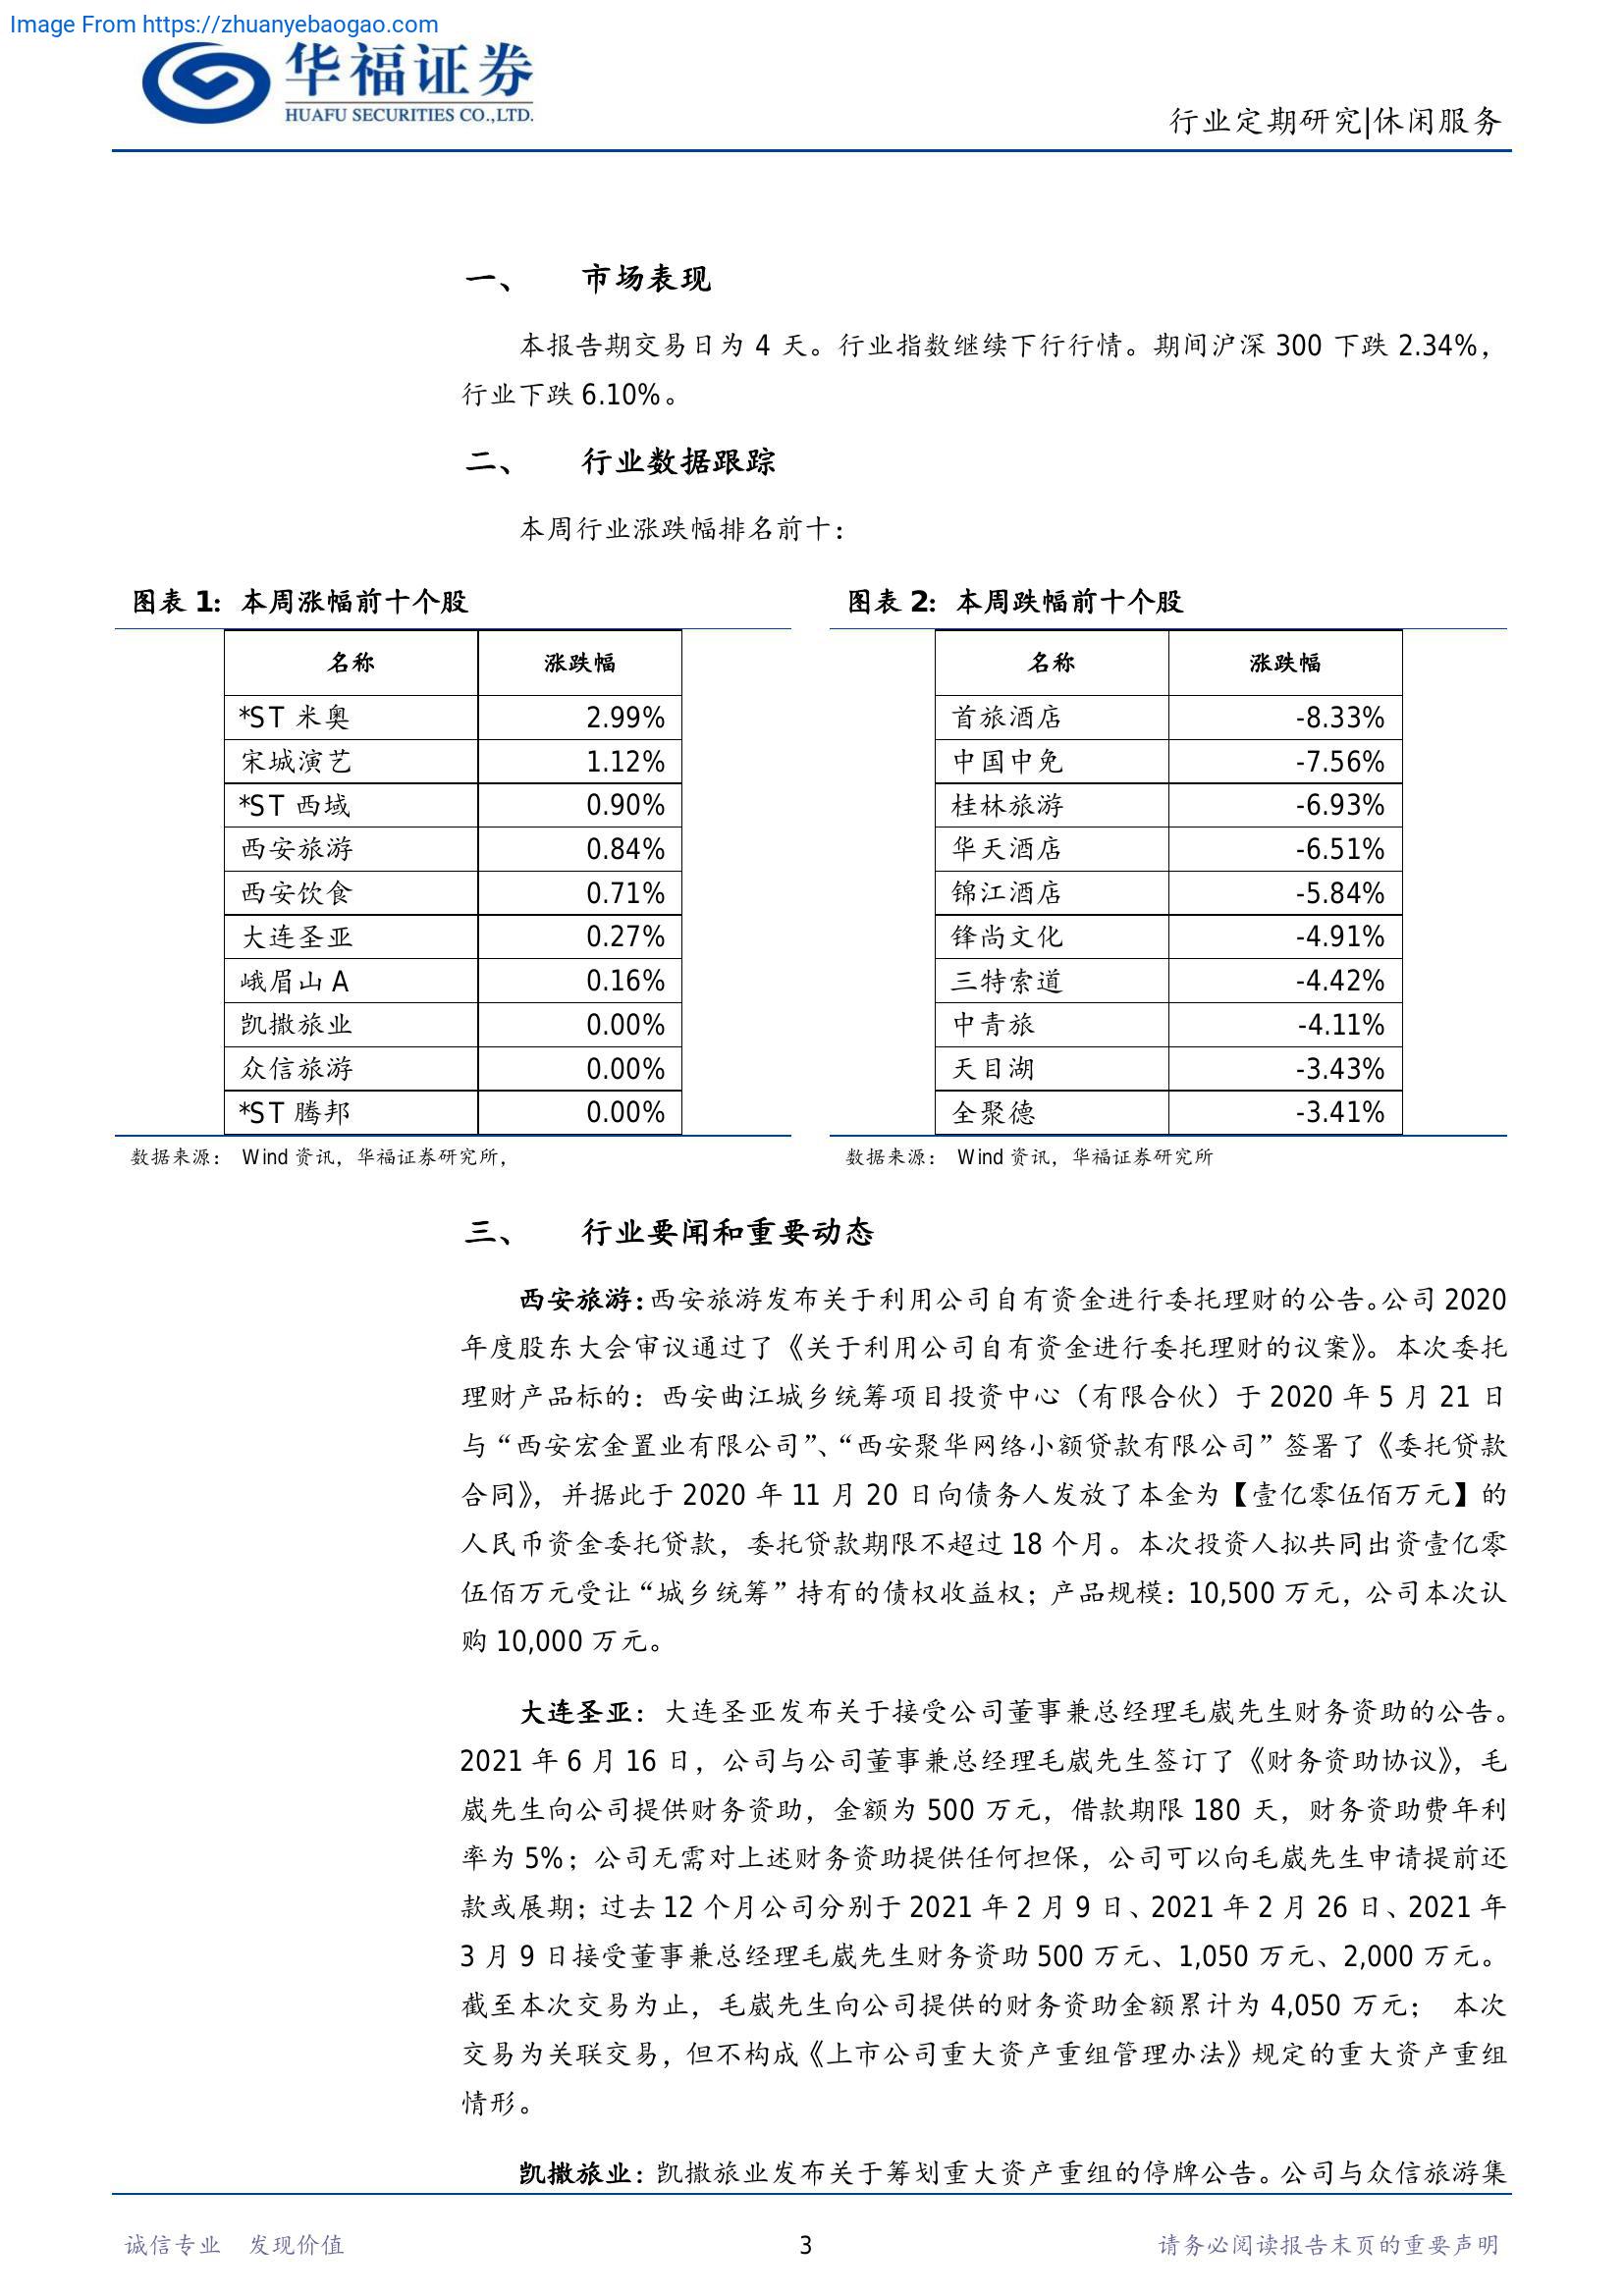 Image From https://zhuanyebaogao.com
华福证券
HUAFU SECURITIES CO.,LTD.
行业定期研究|休闲服务
一、 市场表现
本报告期交易日为 4 天。行业指数继续下行行情。期间沪深 300 下跌 2.34%，
行业下跌 6.10%。
二、 行业数据跟踪
本周行业涨跌幅排名前十：
图表 1: 本周涨幅前十个股
名称 涨跌幅
*ST 米奥 2.99%
宋城演艺 1.12%
*ST 西域 0.90%
西安旅游 0.84%
西安饮食 0.71%
大连圣亚 0.27%
峨眉山 A 0.16%
凯撒旅业 0.00%
众信旅游 0.00%
*ST 腾邦 0.00%
数据来源： Wind 资讯，华福证券研究所，
图表 2: 本周跌幅前十个股
名称 涨跌幅
首旅酒店 -8.33%
中国中免 -7.56%
桂林旅游 -6.93%
华天酒店 -6.51%
锦江酒店 -5.84%
锋尚文化 -4.91%
三特索道 -4.42%
中青旅 -4.11%
天目湖 -3.43%
全聚德 -3.41%
数据来源： Wind 资讯，华福证券研究所
三、 行业要闻和重要动态
西安旅游：西安旅游发布关于利用公司自有资金进行委托理财的公告。公司 2020
年度股东大会审议通过了《关于利用公司自有资金进行委托理财的议案》。本次委托
理财产品标的：西安曲江城乡统筹项目投资中心（有限合伙）于 2020 年 5 月 21 日
与“西安宏金置业有限公司”、“西安聚华网络小额贷款有限公司”签署了《委托贷款
合同》，并据此于 2020 年 11 月 20 日向债务人发放了本金为【壹亿零伍佰万元】的
人民币资金委托贷款，委托贷款期限不超过 18 个月。本次投资人拟共同出资壹亿零
伍佰万元受让“城乡统筹”持有的债权收益权；产品规模：10,500 万元，公司本次认
购 10,000 万元。
大连圣亚：大连圣亚发布关于接受公司董事兼总经理毛崴先生财务资助的公告。
2021 年 6 月 16 日，公司与公司董事兼总经理毛崴先生签订了《财务资助协议》，毛
崴先生向公司提供财务资助，金额为 500 万元，借款期限 180 天，财务资助费年利
率为 5%；公司无需对上述财务资助提供任何担保，公司可以向毛崴先生申请提前还
款或展期；过去 12 个月公司分别于 2021 年 2 月 9 日、2021 年 2 月 26 日、2021 年
3 月 9 日接受董事兼总经理毛崴先生财务资助 500 万元、1,050 万元、2,000 万元。
截至本次交易为止，毛崴先生向公司提供的财务资助金额累计为 4,050 万元； 本次
交易为关联交易，但不构成《上市公司重大资产重组管理办法》规定的重大资产重组
情形。
凯撒旅业：凯撒旅业发布关于筹划重大资产重组的停牌公告。公司与众信旅游集
诚信专业 发现价值
3
请务必阅读报告末页的重要声明